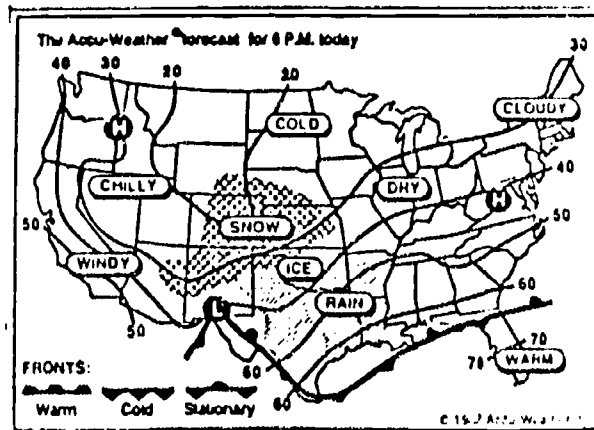 The Accu-Weather® forecast for 6 P.M. today
40 30 20 20 30
CLOUDY
H COLD
40
CHILLY DRY
H
50 SNOW 50
WINDY ICE
RAIN 60
50 L
70
FRONTS: 60 70 WARM
60
Warm Cold Stationary